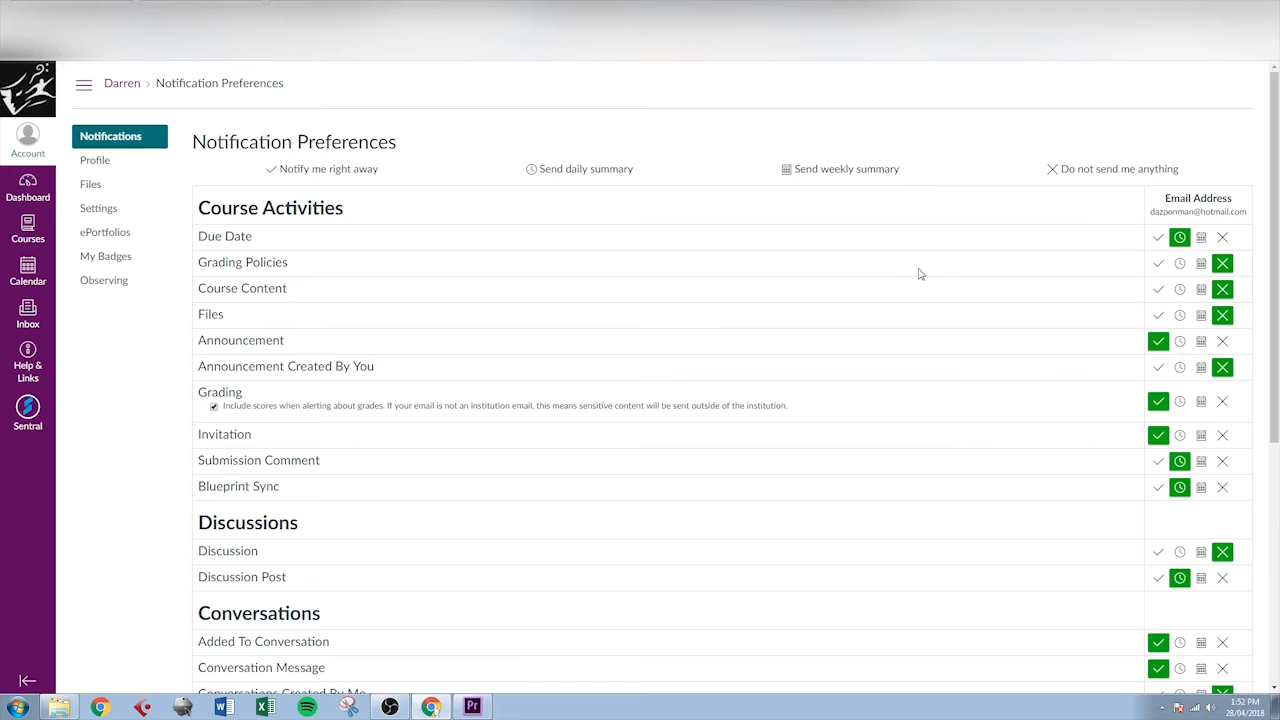 Darren › Notification Preferences
Account
Dashboard
Courses
Calendar
Inbox
Help &
Links
Sentral
Notifications
Profile
Files
Settings
ePortfolios
My Badges
Observing
Notification Preferences
Notify me right away
Send daily summary
Send weekly summary
Do not send me anything
Course Activities
Email Address
dazponman@hotmail.com
Due Date
Grading Policies
Course Content
Files
Announcement
Announcement Created By You
Grading
Include scores when alerting about grades. If your email is not an institution email, this means sensitive content will be sent outside of the institution.
Invitation
Submission Comment
Blueprint Sync
Discussions
Discussion
Discussion Post
Conversations
Added To Conversation
Conversation Message
Conversations Created By Me
Pr
1:52 PM
28/04/2018